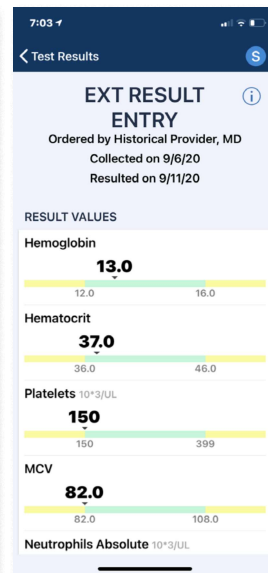 7:03
Test Results
S
EXT RESULT
ENTRY
Ordered by Historical Provider, MD
Collected on 9/6/20
Resulted on 9/11/20
RESULT VALUES
Hemoglobin
13.0
12.0 16.0
Hematocrit
37.0
36.0 46.0
Platelets 10*3/UL
150
150 399
MCV
82.0
82.0 108.0
Neutrophils Absolute 10*3/UL